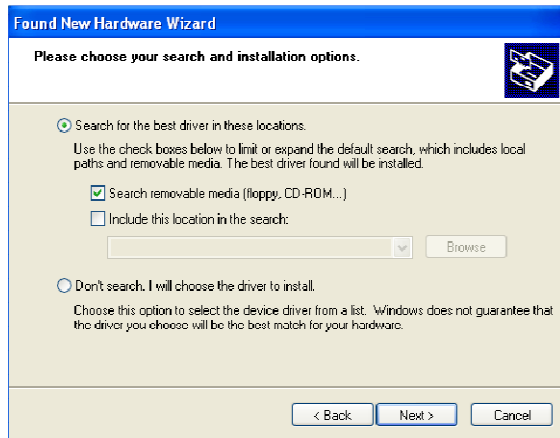 Found New Hardware Wizard
Please choose your search and installation options.
Search for the best driver in these locations.
Use the check boxes below to limit or expand the default search, which includes local
paths and removable media. The best driver found will be installed.
Search removable media (floppy, CD-ROM...)
Include this location in the search:
Browse
Don't search. I will choose the driver to install.
Choose this option to select the device driver from a list. Windows does not guarantee that
the driver you choose will be the best match for your hardware.
< Back Next > Cancel